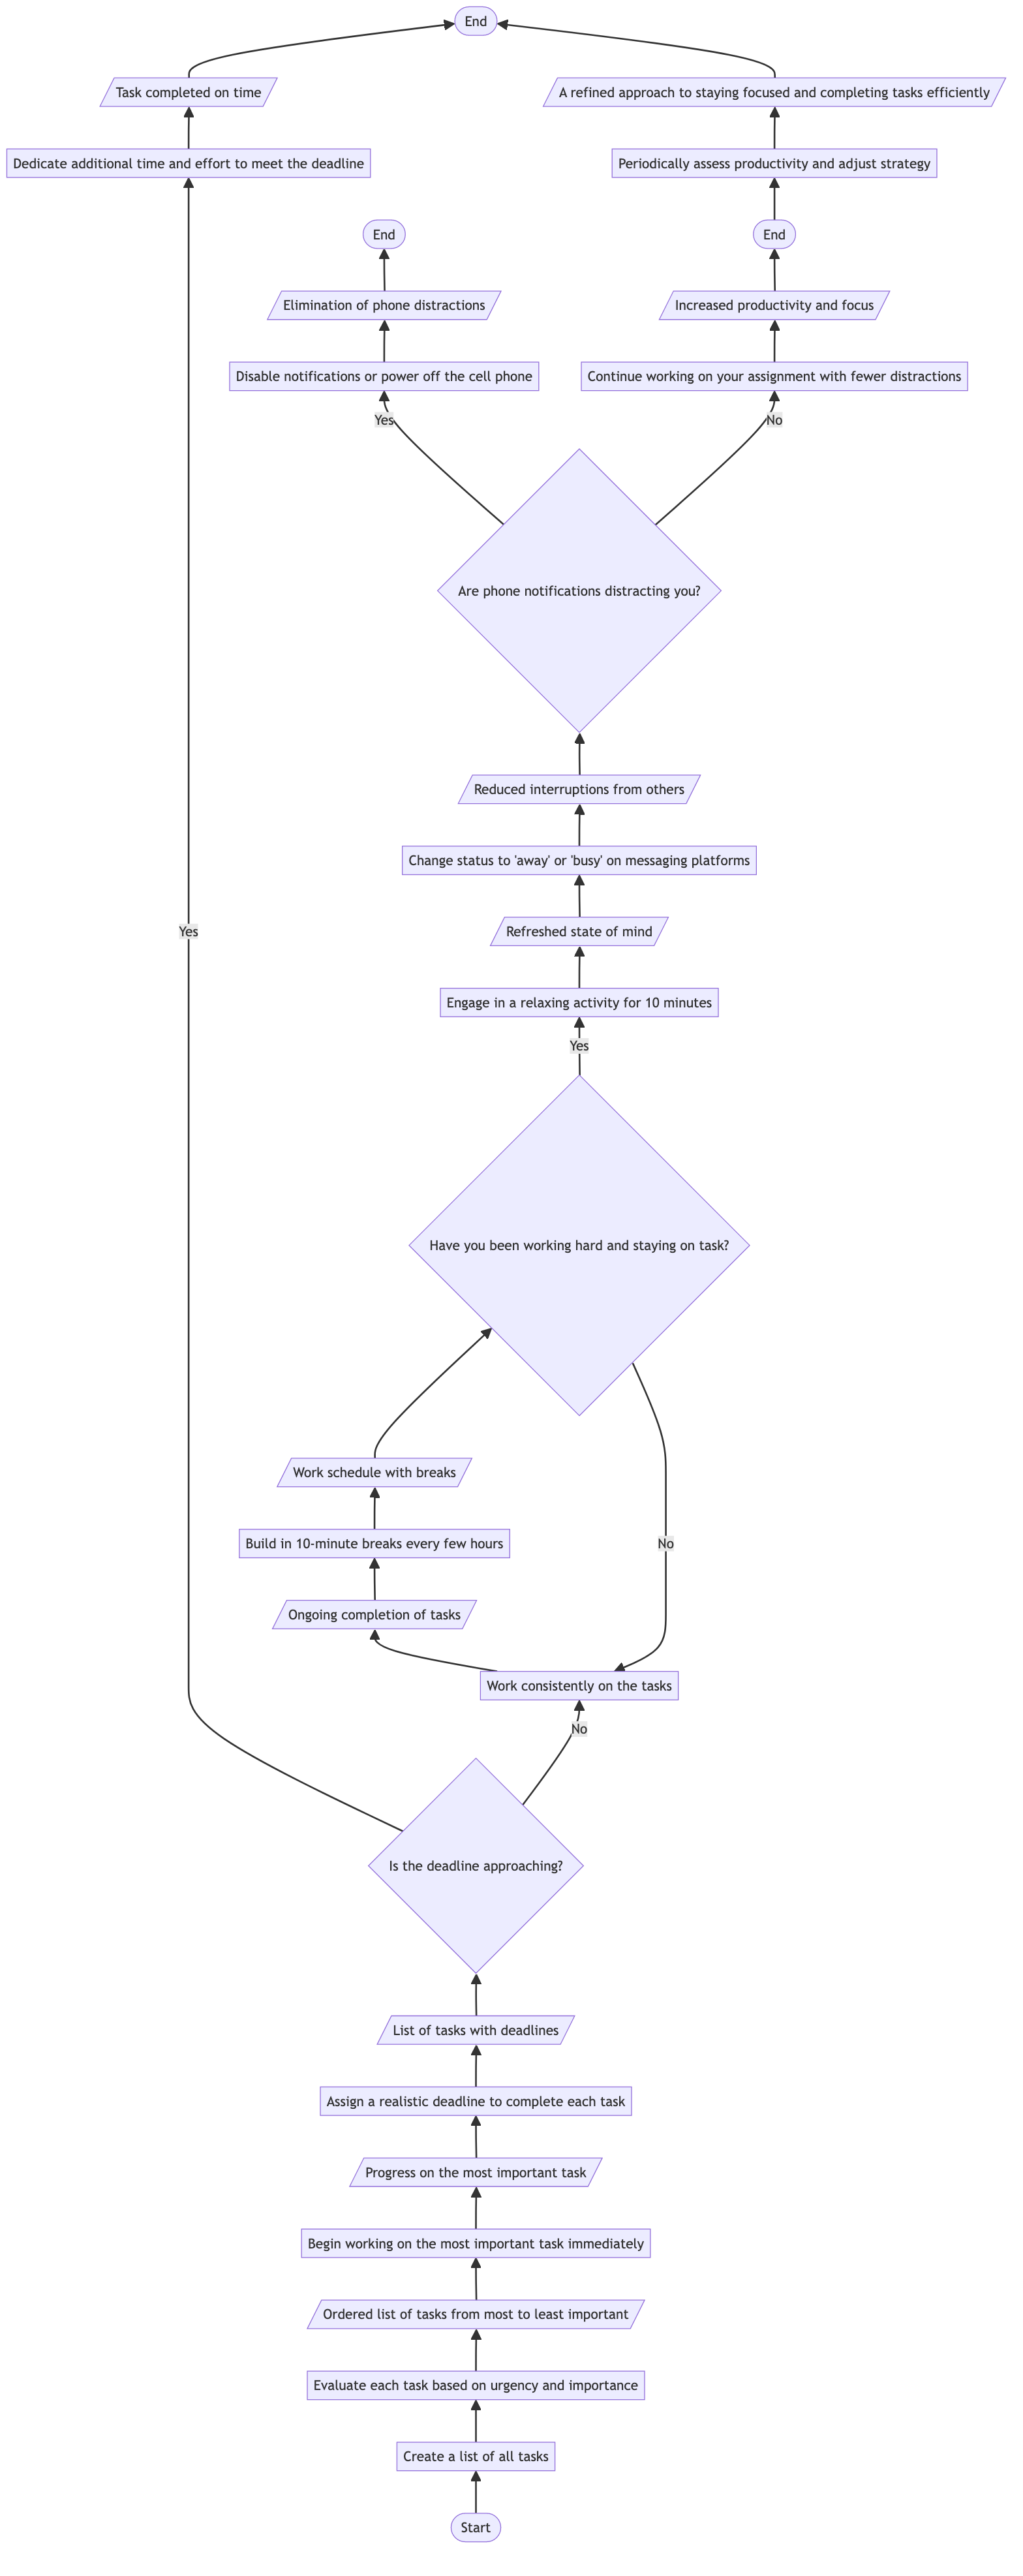 End
Task completed on time
A refined approach to staying focused and completing tasks efficiently
Dedicate additional time and effort to meet the deadline
Periodically assess productivity and adjust strategy
End
End
Elimination of phone distractions
Increased productivity and focus
Disable notifications or power off the cell phone
Continue working on your assignment with fewer distractions
Yes
No
Are phone notifications distracting you?
Reduced interruptions from others
Change status to 'away' or 'busy' on messaging platforms
Yes
Refreshed state of mind
Engage in a relaxing activity for 10 minutes
Yes
Have you been working hard and staying on task?
Work schedule with breaks
Build in 10-minute breaks every few hours
No
Ongoing completion of tasks
Work consistently on the tasks
No
Is the deadline approaching?
List of tasks with deadlines
Assign a realistic deadline to complete each task
Progress on the most important task
Begin working on the most important task immediately
Ordered list of tasks from most to least important
Evaluate each task based on urgency and importance
Create a list of all tasks
Start